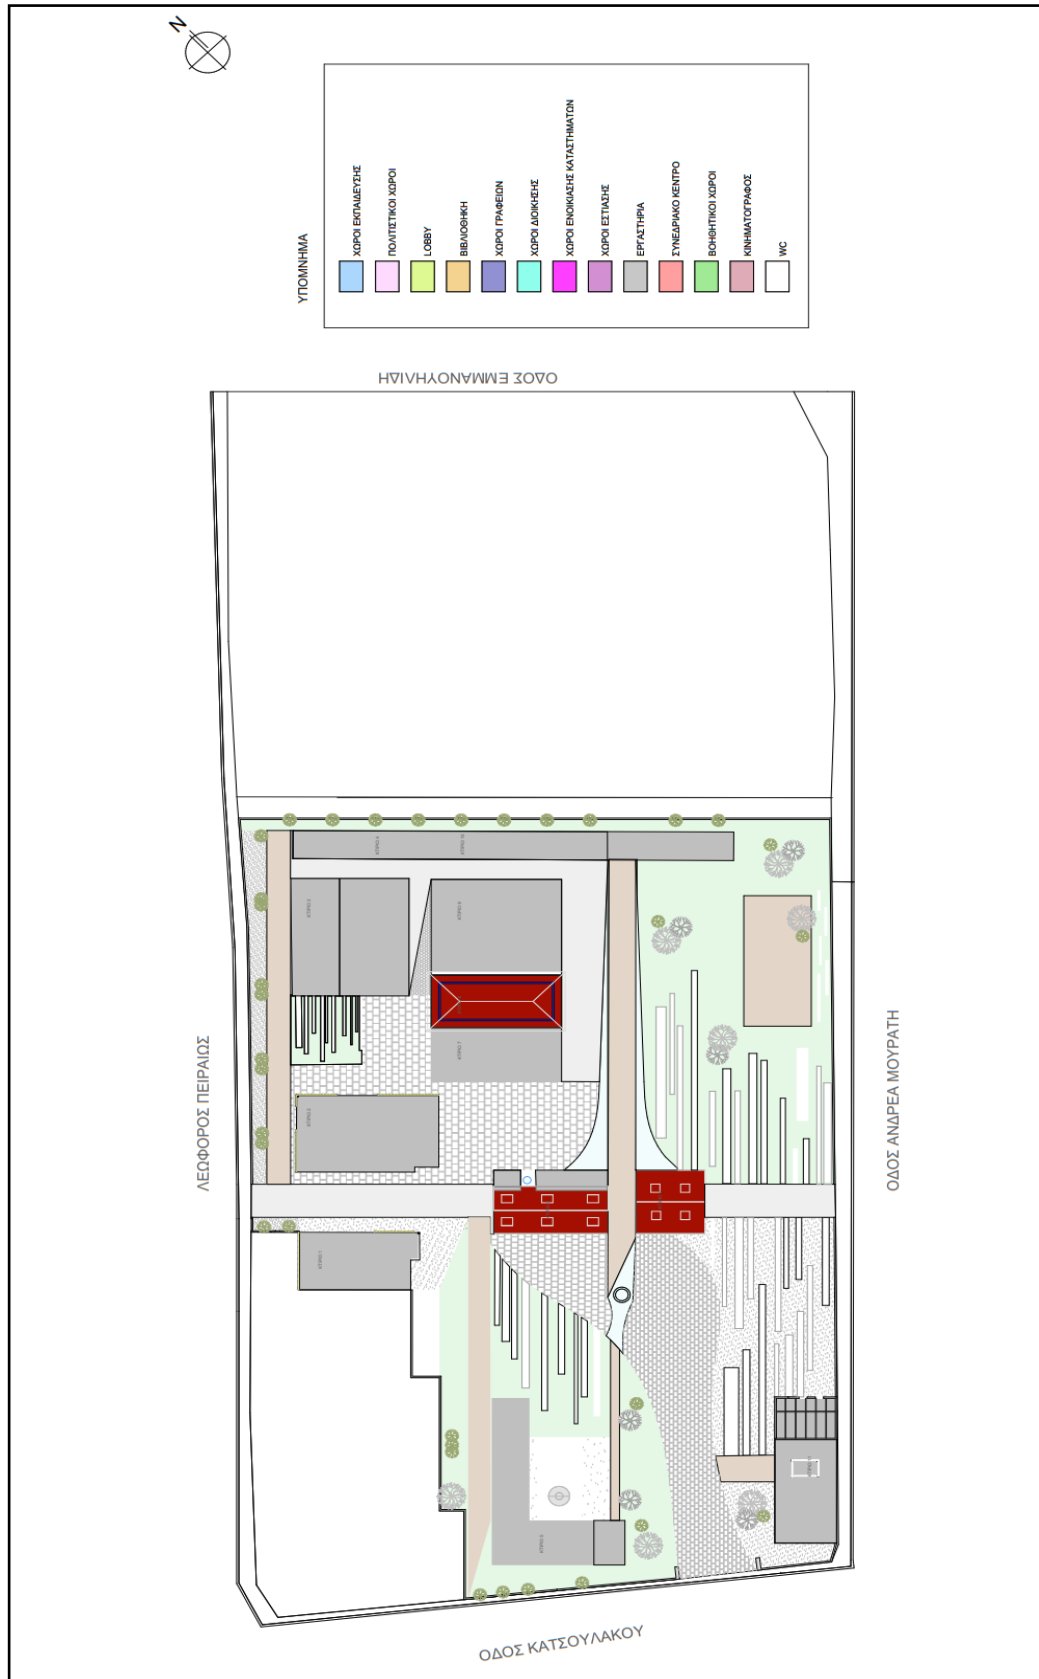 N
ΥΠΟΜΝΗΜΑ
ΧΩΡΟΙ ΕΚΠΑΙΔΕΥΣΗΣ
ΠΟΛΙΤΙΣΤΙΚΟΙ ΧΩΡΟΙ
LOBBY
ΒΙΒΛΙΟΘΗΚΗ
ΧΩΡΟΙ ΓΡΑΦΕΙΩΝ
ΧΩΡΟΙ ΔΙΟΙΚΗΣΗΣ
ΧΩΡΟΙ ΕΝΟΙΚΙΑΣΗΣ ΚΑΤΑΣΤΗΜΑΤΩΝ
ΧΩΡΟΙ ΕΣΤΙΑΣΗΣ
ΕΡΓΑΣΤΗΡΙΑ
ΣΥΝΕΔΡΙΑΚΟ ΚΕΝΤΡΟ
ΒΟΗΘΗΤΙΚΟΙ ΧΩΡΟΙ
ΚΙΝΗΜΑΤΟΓΡΑΦΟΣ
WC
ΟΔΟΣ ΕΜΜΑΝΟΥΗΛΙΔΗ
ΛΕΩΦΟΡΟΣ ΠΕΙΡΑΙΩΣ
ΟΔΟΣ ΑΝΔΡΕΑ ΜΟΥΡΑΤΗ
ΟΔΟΣ ΚΑΤΣΟΥΛΑΚΟΥ